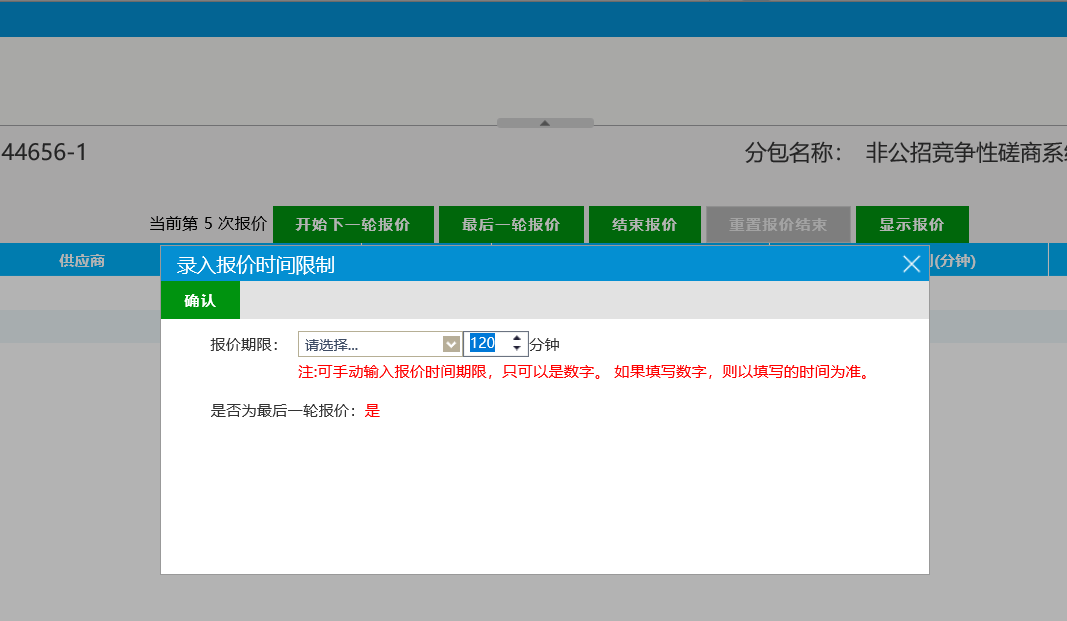 44656-1
分包名称： 非公招竞争性磋商系
当前第 5 次报价 开始下一轮报价 最后一轮报价 结束报价 重置报价结束 显示报价
供应商 (分钟)
录入报价时间限制
确认
报价期限： 请选择... 120 分钟
注:可手动输入报价时间期限，只可以是数字。 如果填写数字，则以填写的时间为准。
是否为最后一轮报价：是